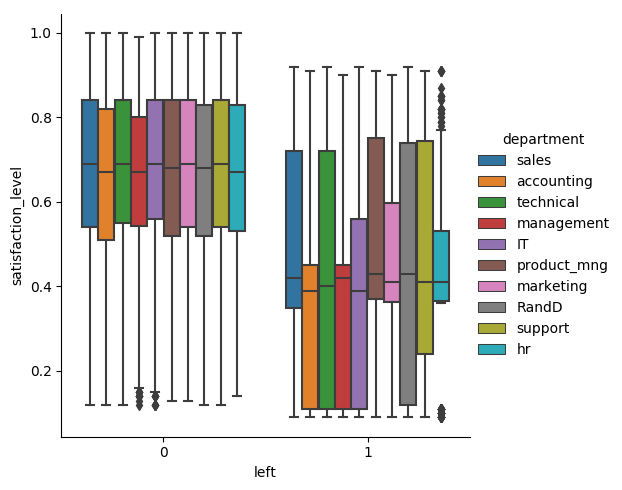 1.0
0.8
0.6
0.4
0.2
satisfaction_level
0
1
left
department
sales
accounting
technical
management
IT
product_mng
marketing
RandD
support
hr